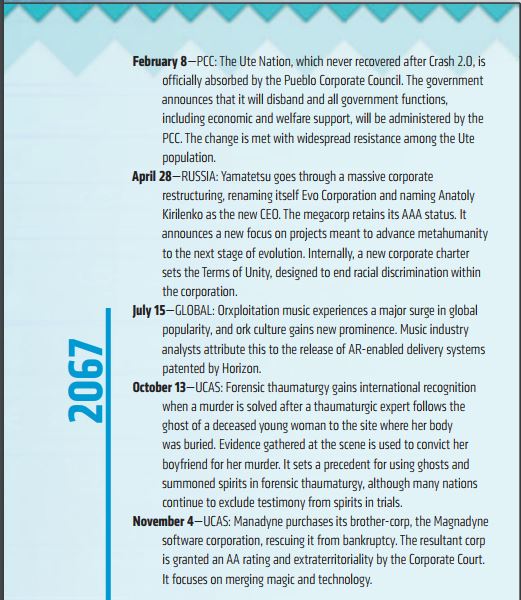 February 8—PCC: The Ute Nation, which never recovered after Crash 2.0, is
officially absorbed by the Pueblo Corporate Council. The government
announces that it will disband and all government functions,
including economic and welfare support, will be administered by the
PCC. The change is met with widespread resistance among the Ute
population.
April 28—RUSSIA: Yamatetsu goes through a massive corporate
restructuring, renaming itself Evo Corporation and naming Anatoly
Kirilenko as the new CEO. The megacorp retains its AAA status. It
announces a new focus on projects meant to advance metahumanity
to the next stage of evolution. Internally, a new corporate charter
sets the Terms of Unity, designed to end racial discrimination within
the corporation.
July 15—GLOBAL: Orxploitation music experiences a major surge in global
popularity, and ork culture gains new prominence. Music industry
analysts attribute this to the release of AR-enabled delivery systems
patented by Horizon.
2067
October 13—UCAS: Forensic thaumaturgy gains international recognition
when a murder is solved after a thaumaturgic expert follows the
ghost of a deceased young woman to the site where her body
was buried. Evidence gathered at the scene is used to convict her
boyfriend for her murder. It sets a precedent for using ghosts and
summoned spirits in forensic thaumaturgy, although many nations
continue to exclude testimony from spirits in trials.
November 4—UCAS: Manadyne purchases its brother-corp, the Magnadyne
software corporation, rescuing it from bankruptcy. The resultant corp
is granted an AA rating and extraterritoriality by the Corporate Court.
It focuses on merging magic and technology.